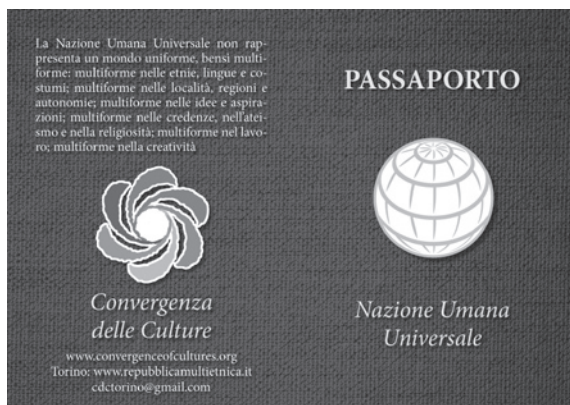 La Nazione Umana Universale non rap-
presenta un mondo uniforme, bensì multi-
forme: multiforme nelle etnie, lingue e co-
stumi; multiforme nelle località, regioni e
autonomie; multiforme nelle idee e aspira-
zioni; multiforme nelle credenze, nell'atei-
smo e nella religiosità; multiforme nel lavo-
ro; multiforme nella creatività
Convergenza
delle Culture
www.convergenceofcultures.org
Torino: www.repubblicamultietnica.it
cdctorino@gmail.com
PASSAPORTO
Nazione Umana
Universale